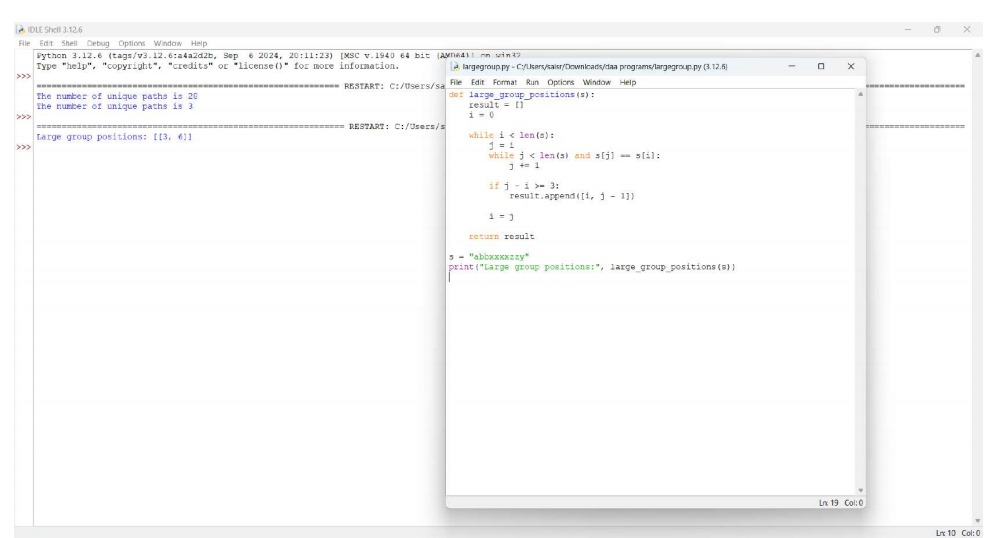 IDLE Shell 3.12.6
File Edit Shell Debug Options Window Help
Python 3.12.6 (tags/v3.12.6:a4a2d2b, Sep 6 2024, 20:11:23) [MSC v.1940 64 bit (AMD64)] on win32
Type "help", "copyright", "credits" or "license()" for more information.
>>>
= RESTART: C:/Users/sa
The number of unique paths is 28
The number of unique paths is 3
>>>
= RESTART: C:/Users/s
Large group positions: [[3, 6]]
>>>
largegroup.py - C:/Users/saisr/Downloads/daa programs/largegroup.py (3.12.6)
File Edit Format Run Options Window Help
def large_group_positions(s):
    result = []
    i = 0
    while i < len(s):
        j = i
        while j < len(s) and s[j] == s[i]:
            j += 1
        if j - i >= 3:
            result.append([i, j - 1])
        i = j
    return result
s = "abbxxxxzzy"
print("Large group positions:", large_group_positions(s))
Ln: 19 Col: 0
Ln: 10 Col: 0